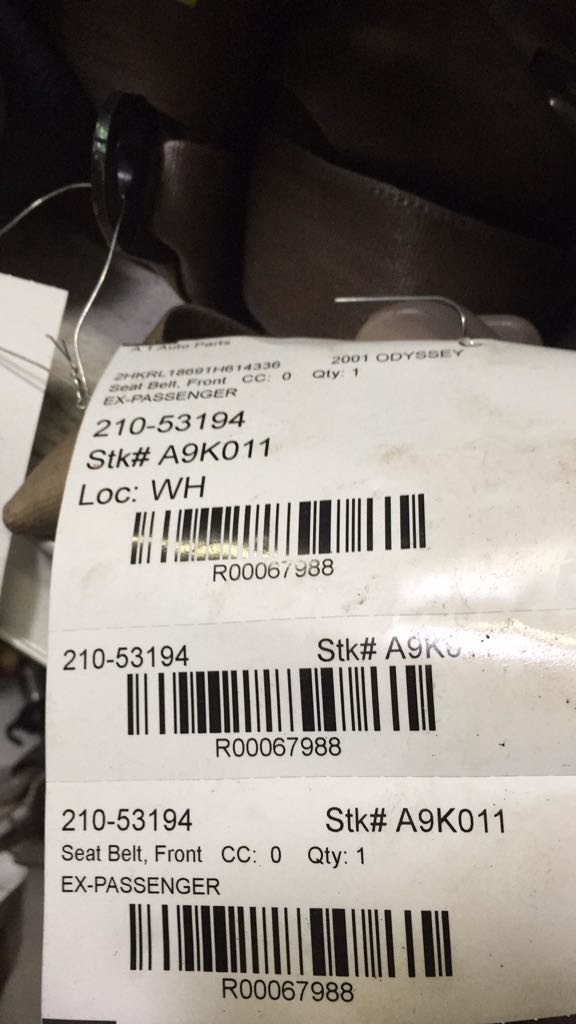 A 1 Auto Parts
2HKRL18691H614336 2001 ODYSSEY
Seat Belt, Front CC: 0 Qty: 1
EX-PASSENGER
210-53194
Stk# A9K011
Loc: WH
R00067988
210-53194 Stk#
R00067988
210-53194 Stk# A9K011
Seat Belt, Front CC: 0 Qty: 1
EX-PASSENGER
R00067988